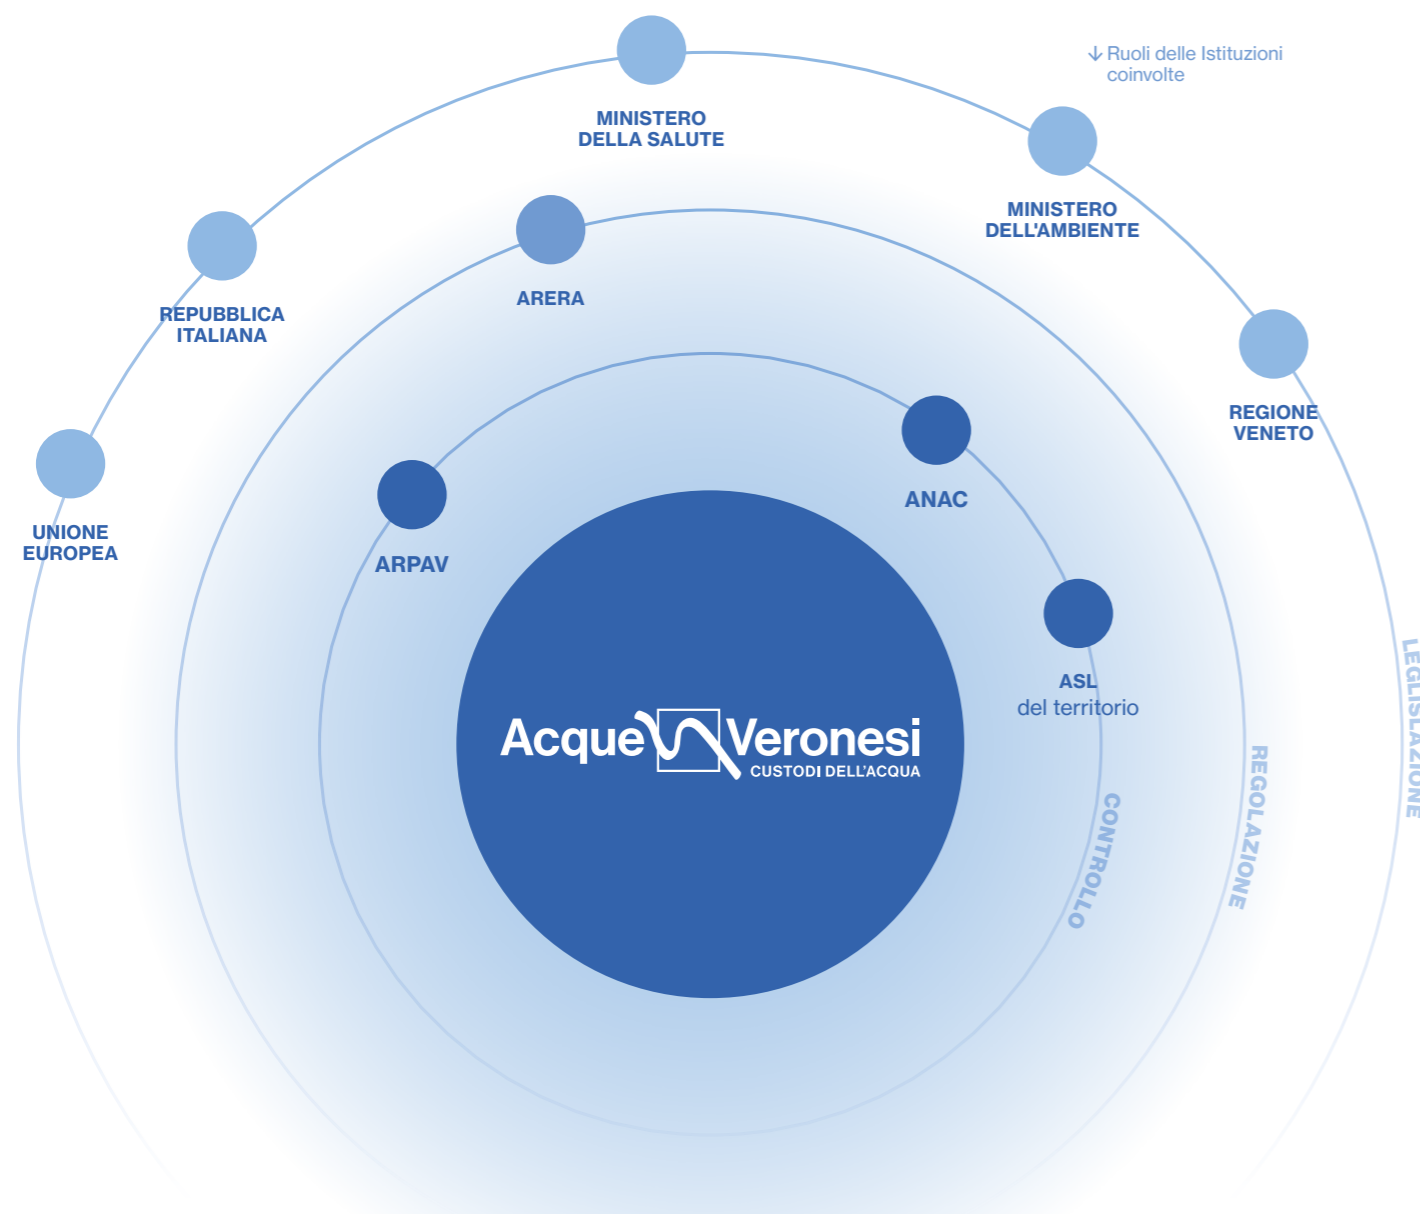 ↓ Ruoli delle Istituzioni
coinvolte
MINISTERO
DELLA SALUTE
MINISTERO
DELL'AMBIENTE
REPUBBLICA
ITALIANA
ARERA
REGIONE
VENETO
UNIONE
EUROPEA
ANAC
ARPAV
ASL
del territorio
Acque Veronesi
CUSTODI DELL'ACQUA
CONTROLLO
REGOLAZIONE
LEGLISLAZIONE